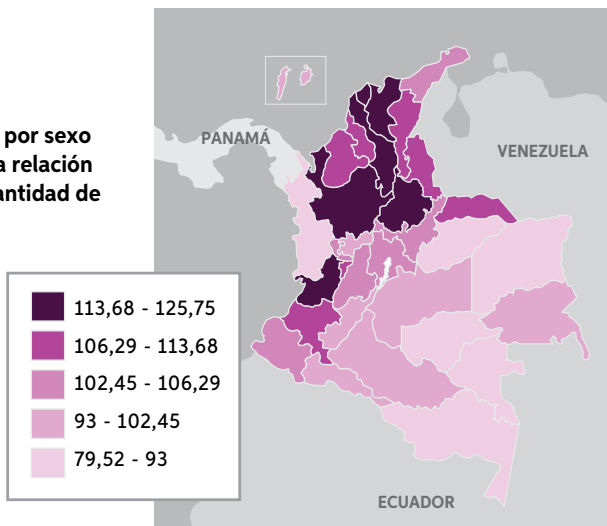 por sexo
a relación
antidad de
PANAMÁ
VENEZUELA
113,68 - 125,75
106,29 - 113,68
102,45 - 106,29
93 - 102,45
79,52 - 93
ECUADOR